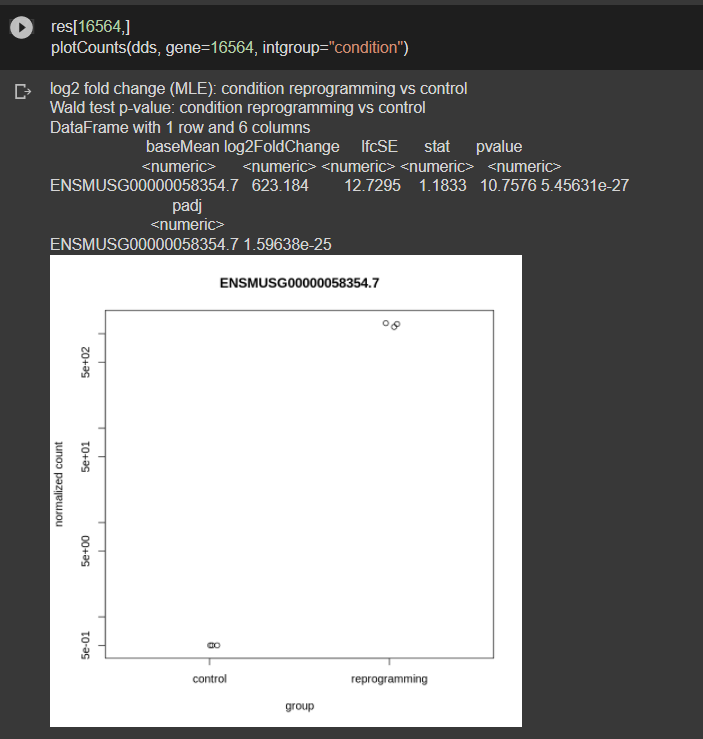 res[16564,]
plotCounts(dds, gene=16564, intgroup="condition")
log2 fold change (MLE): condition reprogramming vs control
Wald test p-value: condition reprogramming vs control
DataFrame with 1 row and 6 columns
baseMean log2FoldChange lfcSE stat pvalue
<numeric> <numeric> <numeric> <numeric> <numeric>
ENSMUSG00000058354.7 623.184 12.7295 1.1833 10.7576 5.45631e-27
padj
<numeric>
ENSMUSG00000058354.7 1.59638e-25
ENSMUSG00000058354.7
5e+02
5e+01
5e+00
5e-01
normalized count
control reprogramming
group